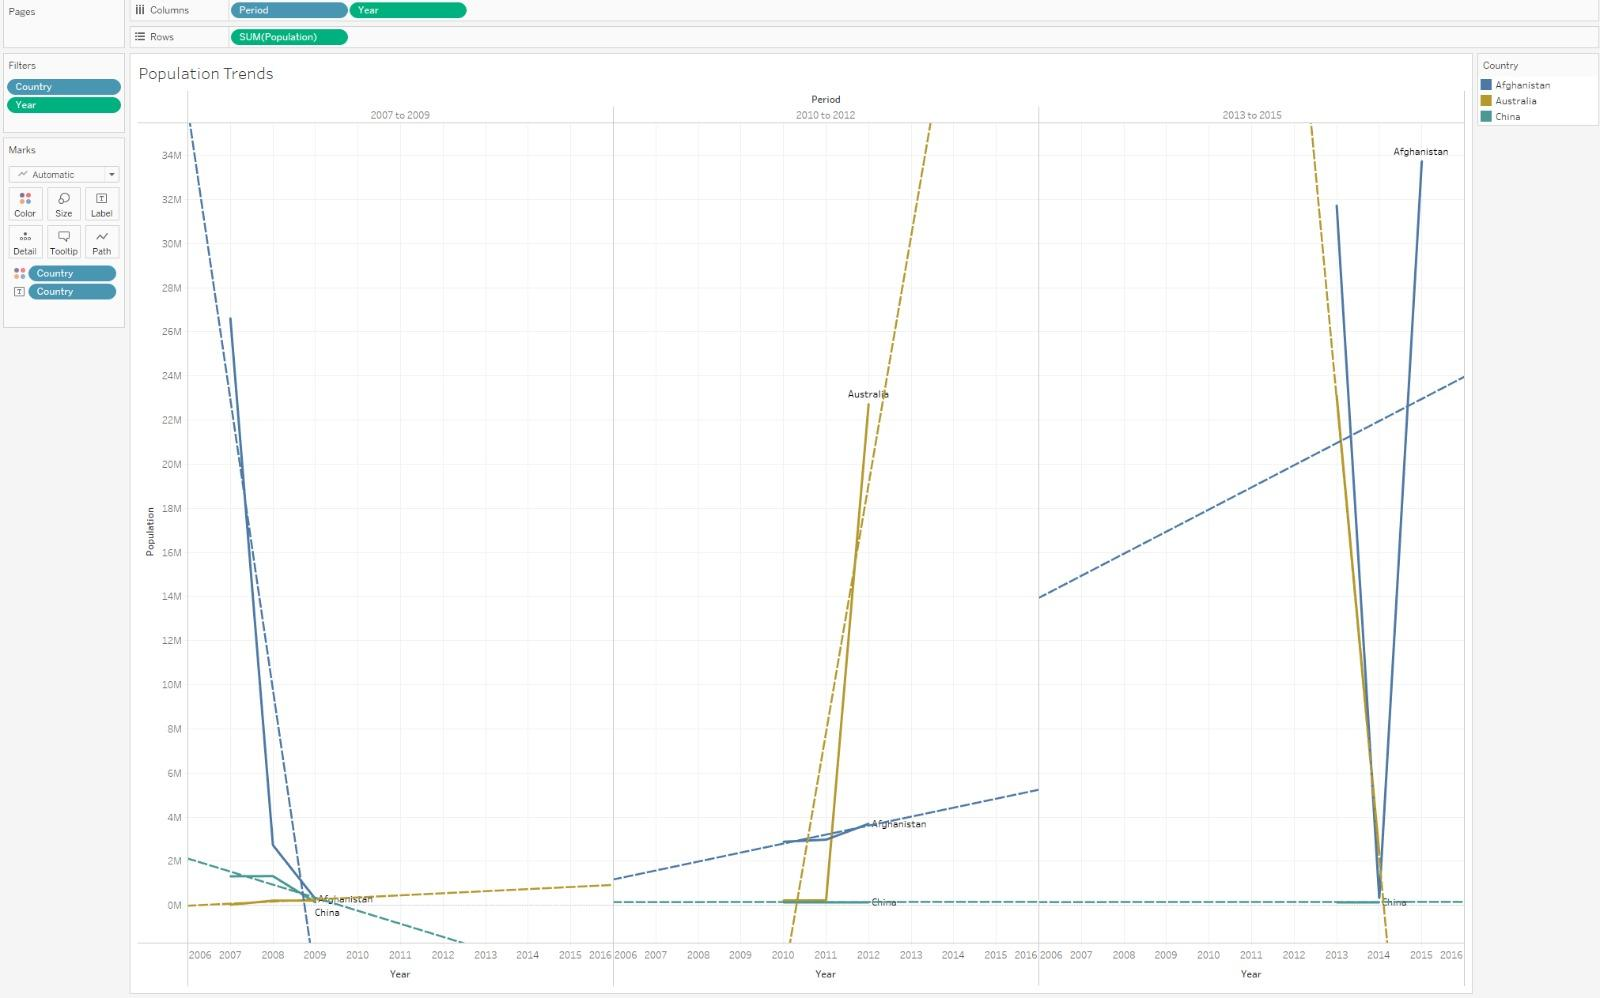 Pages
Columns Period Year
Rows SUM(Population)
Filters
Country
Year
Marks
Automatic
Color Size Label
Detail Tooltip Path
Country
Country
Population Trends
Period
2007 to 2009 2010 to 2012 2013 to 2015
Population
34M
32M
30M
28M
26M
24M
22M
20M
18M
16M
14M
12M
10M
8M
6M
4M
2M
0M
Afghanistan
China
Australia
Afghanistan
China
Afghanistan
China
2006 2007 2008 2009 2010 2011 2012 2013 2014 2015 2016 2006 2007 2008 2009 2010 2011 2012 2013 2014 2015 2016 2006 2007 2008 2009 2010 2011 2012 2013 2014 2015 2016
Year Year Year
Country
Afghanistan
Australia
China